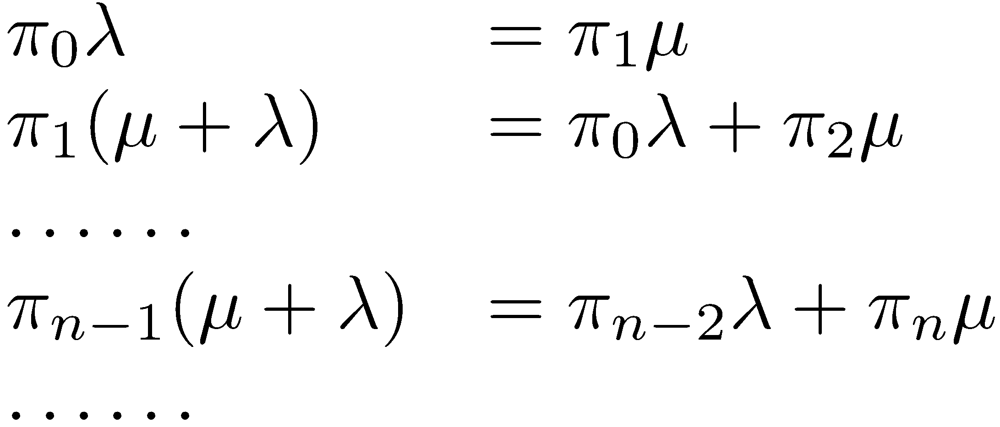 π₀λ = π₁μ
π₁(μ + λ) = π₀λ + π₂μ
. . . . . .
πₙ₋₁(μ + λ) = πₙ₋₂λ + πₙμ
. . . . . .